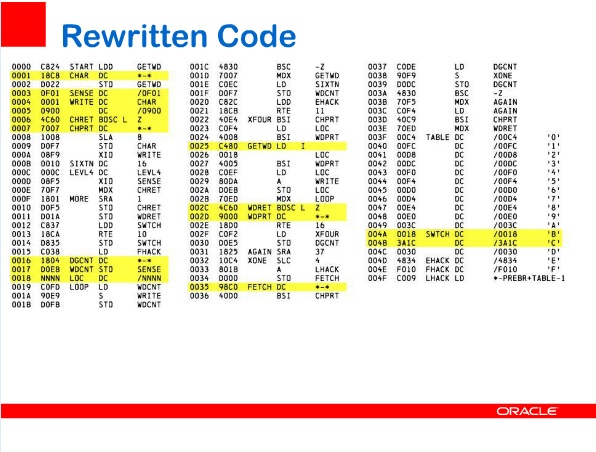 Rewritten Code
0000 C824 START LDD GETWD
0001 18C8 CHAR DC *-*
0002 D022 STO GETWD
0003 0F01 SENSE DC /0F01
0004 0001 WRITE DC CHAR
0005 0900 DC /0900
0006 4C60 CHRET BOSC L Z
0007 7007 CHPRT DC *-*
0008 1008 SLA 8
0009 D0F7 STO CHAR
000A 08F9 XIO WRITE
000B 0010 SIXTN DC 16
000C 000C LEVL4 DC LEVL4
000D 08F5 XIO SENSE
000E 70F7 MDX CHRET
000F 1801 MORE SRA 1
0010 D0F5 STO CHRET
0011 D01A STO WDRET
0012 C837 LDD SWTCH
0013 18CA RTE 10
0014 D835 STD SWTCH
0015 C038 LD FHACK
0016 1804 DGCNT DC *-*
0017 00EB WDCNT STO SENSE
0018 NNNN LOC DC /NNNN
0019 C0FD LOOP LD WDCNT
001A 90E9 S WRITE
001B D0FB STO WDCNT
001C 4830 BSC -Z
001D 7007 MDX GETWD
001E C0EC LD SIXTN
001F D0F7 STO WDCNT
0020 C82C LDD EHACK
0021 18CB RTE 11
0022 40E4 XFOUR BSI CHPRT
0023 C0F4 LD LOC
0024 4008 BSI WDPRT
0025 C480 GETWD LD I
0026 0018 LOC
0027 4005 BSI WDPRT
0028 C0EF LD LOC
0029 80DA A WRITE
002A D0EB STO LOC
002B 70ED MDX LOOP
002C 4C60 WDRET BOSC L Z
002D 9000 WDPRT DC *-*
002E 18D0 RTE 16
002F C0F2 LD XFOUR
0030 D0E5 STO DGCNT
0031 1825 AGAIN SRA 37
0032 10C4 XONE SLC 4
0033 801B A LHACK
0034 D000 STO FETCH
0035 98C0 FETCH DC *-*
0036 40D0 BSI CHPRT
0037 C0DE LD DGCNT
0038 90F9 S XONE
0039 D0DC STO DGCNT
003A 4830 BSC -Z
003B 70F5 MDX AGAIN
003C C0F4 LD AGAIN
003D 40C9 BSI CHPRT
003E 70ED MDX WDRET
003F 00C4 TABLE DC /00C4 '0'
0040 00FC DC /00FC '1'
0041 00D8 DC /00D8 '2'
0042 00DC DC /00DC '3'
0043 00F0 DC /00F0 '4'
0044 00F4 DC /00F4 '5'
0045 00D0 DC /00D0 '6'
0046 00D4 DC /00D4 '7'
0047 00E4 DC /00E4 '8'
0048 00E0 DC /00E0 '9'
0049 003C DC /003C 'A'
004A 0018 SWTCH DC /0018 'B'
004B 3A1C DC /3A1C 'C'
004C 0030 DC /0030 'D'
004D 4834 EHACK DC /4834 'E'
004E F010 FHACK DC /F010 'F'
004F C009 LHACK LD *-PREBR+TABLE-1
ORACLE